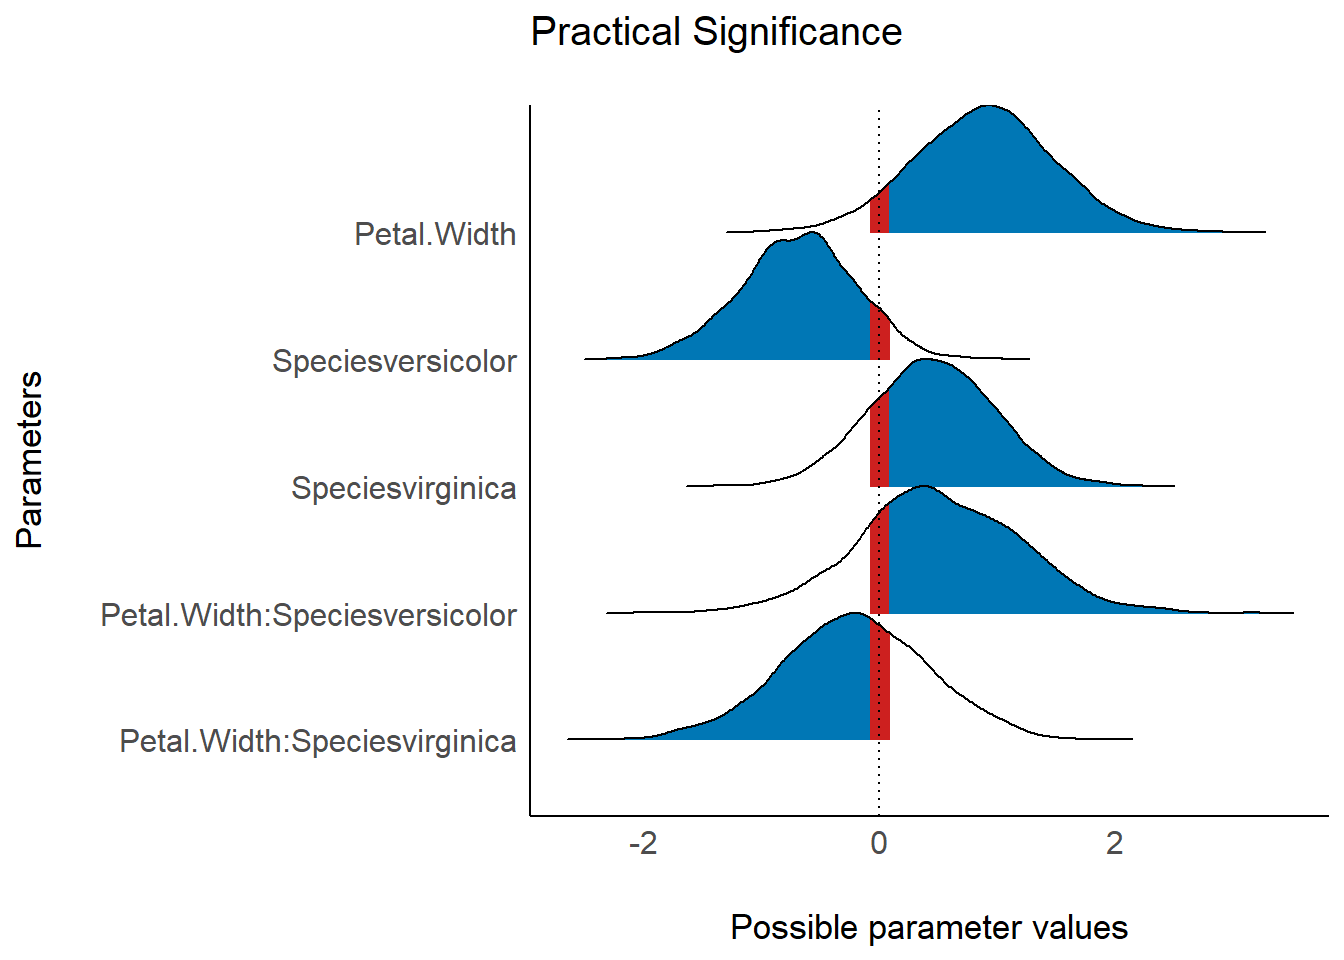 Practical Significance
Parameters
Petal.Width
Speciesversicolor
Speciesvirginica
Petal.Width:Speciesversicolor
Petal.Width:Speciesvirginica
-2 0 2
Possible parameter values